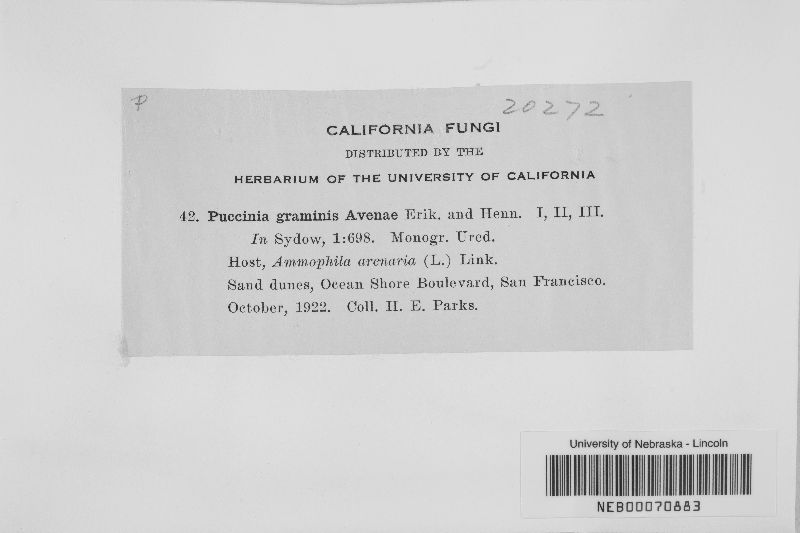 P
20272
CALIFORNIA FUNGI
DISTRIBUTED BY THE
HERBARIUM OF THE UNIVERSITY OF CALIFORNIA
42. Puccinia graminis Avenae Erik. and Henn. I, II, III.
In Sydow, 1:698. Monogr. Ured.
Host, Ammophila arenaria (L.) Link.
Sand dunes, Ocean Shore Boulevard, San Francisco.
October, 1922. Coll. H. E. Parks.
University of Nebraska - Lincoln
NEB00070883